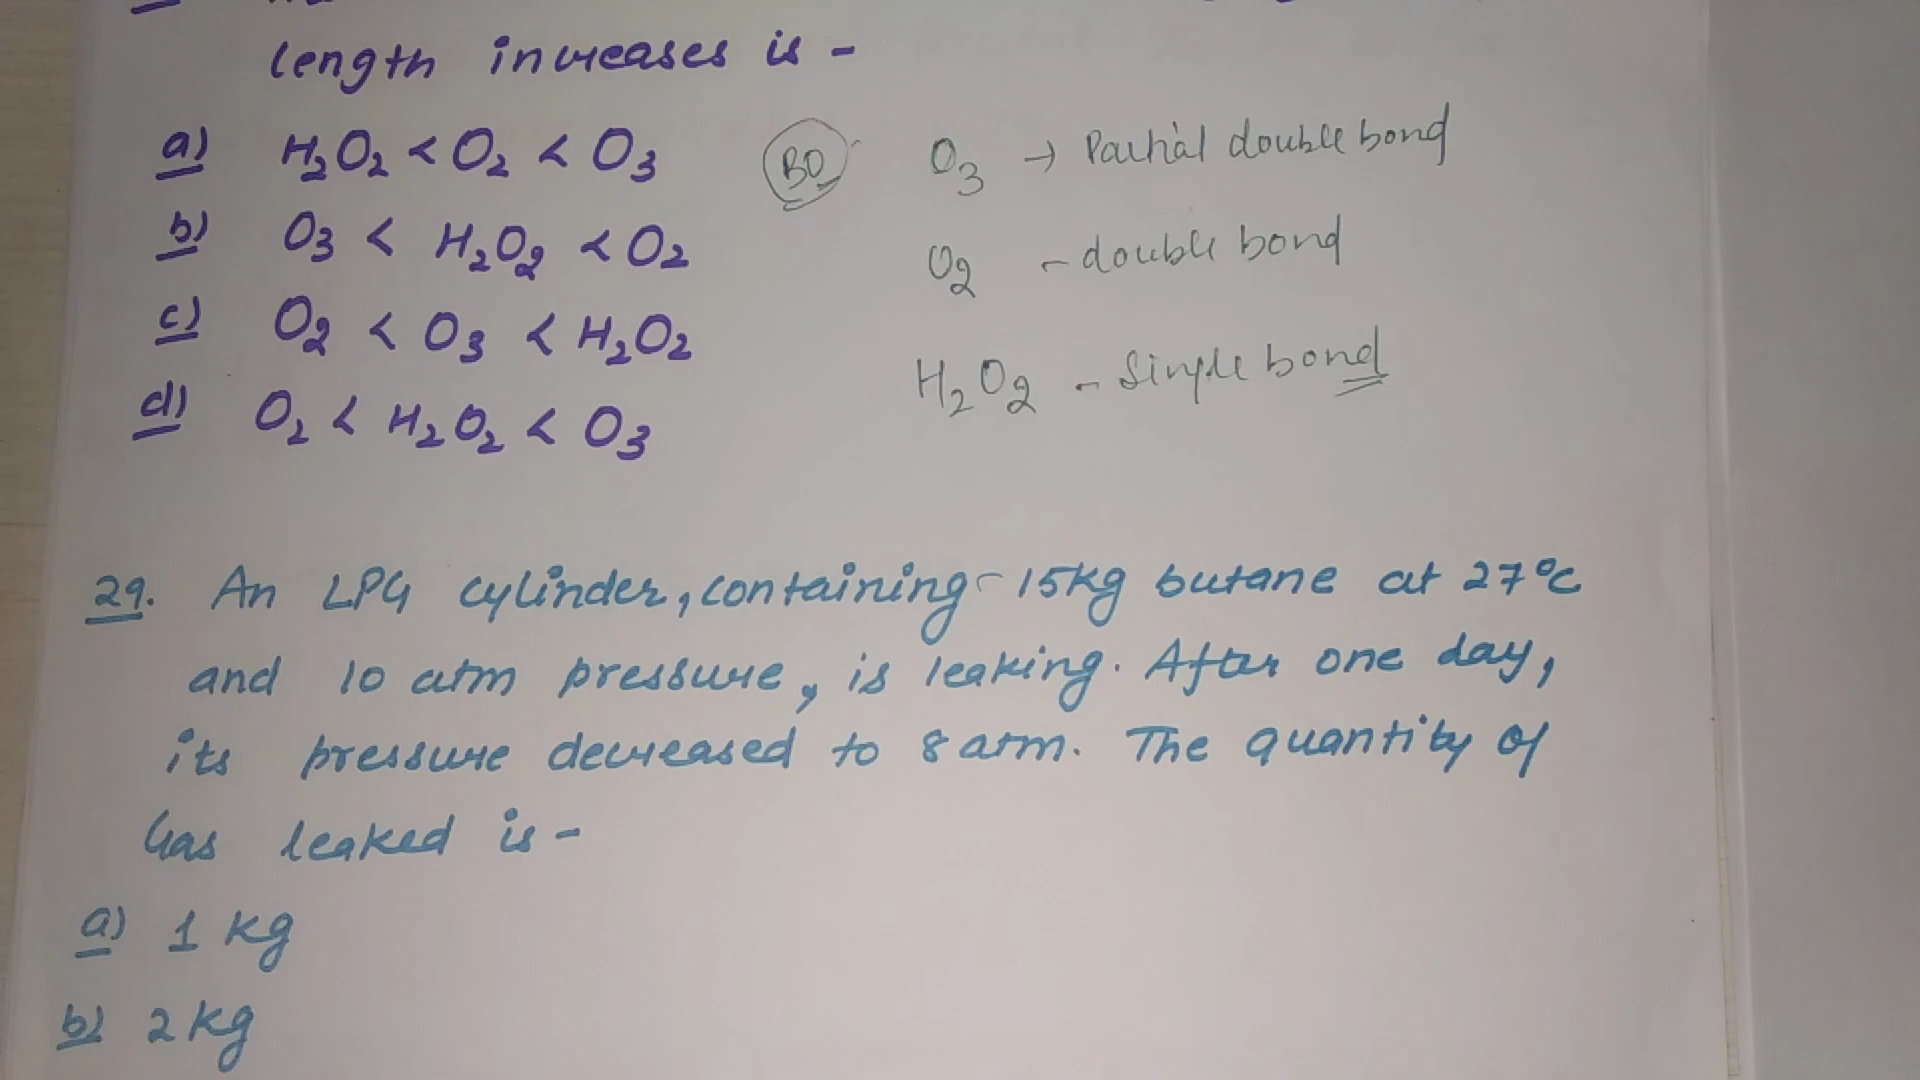 length increases is -
a) H₂O₂ < O₂ < O₃
b) O₃ < H₂O₂ < O₂
c) O₂ < O₃ < H₂O₂
d) O₂ < H₂O₂ < O₃
BO
O₃ → Partial double bond
O₂ - double bond
H₂O₂ - Single bond
29. An LPG cylinder, containing 15kg butane at 27°C
and 10 atm pressure, is leaking. After one day,
its pressure decreased to 8 atm. The quantity of
Gas leaked is -
a) 1 kg
b) 2 kg